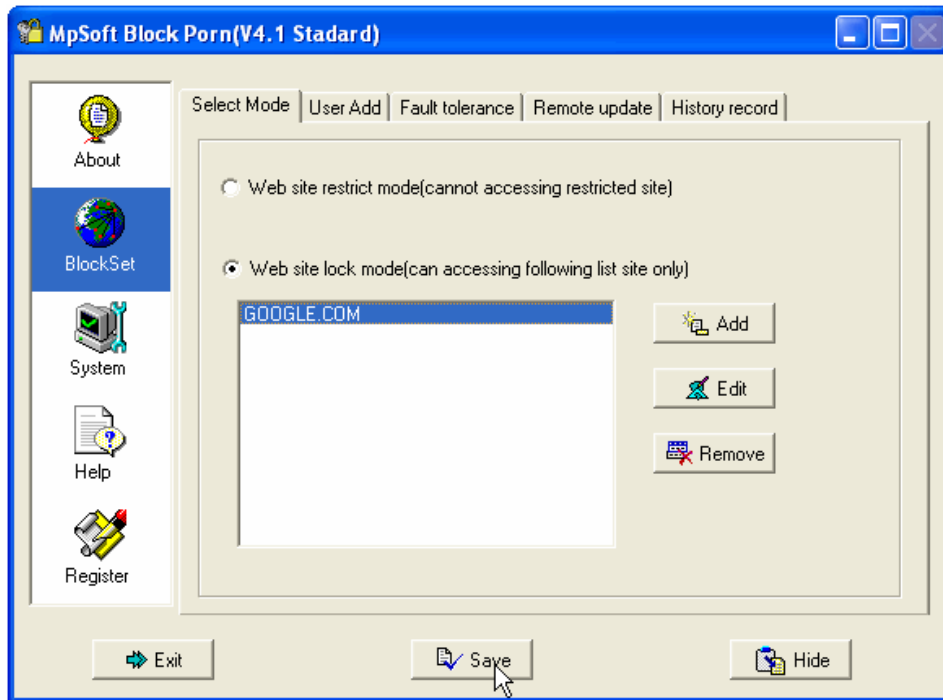 MpSoft Block Porn(V4.1 Stadard)
About
BlockSet
System
Help
Register
Select Mode User Add Fault tolerance Remote update History record
Web site restrict mode(cannot accessing restricted site)
Web site lock mode(can accessing following list site only)
GOOGLE.COM
Add
Edit
Remove
Exit Save Hide